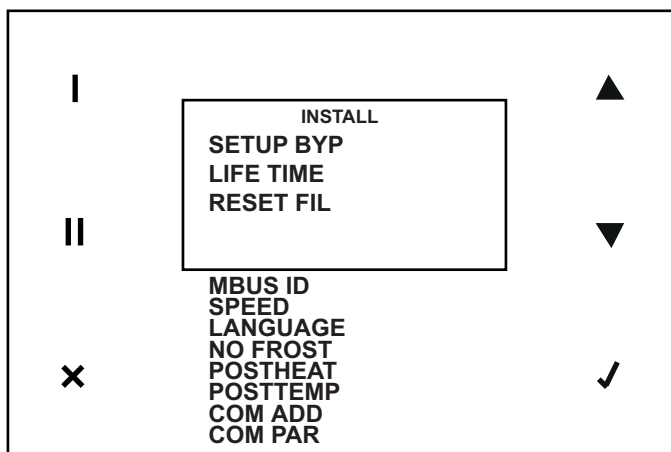 I
INSTALL
SETUP BYP
LIFE TIME
RESET FIL
II
MBUS ID
SPEED
LANGUAGE
NO FROST
POSTHEAT
POSTTEMP
COM ADD
COM PAR